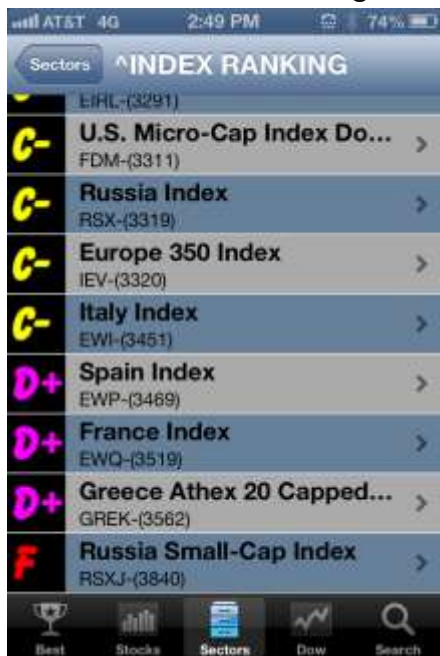 AT&T 4G 2:49 PM 74%
Sectors ^INDEX RANKING
EIRL-(3291)
C- U.S. Micro-Cap Index Do... >
FDM-(3311)
C- Russia Index >
RSX-(3319)
C- Europe 350 Index >
IEV-(3320)
C- Italy Index >
EWI-(3451)
D+ Spain Index >
EWP-(3469)
D+ France Index >
EWQ-(3519)
D+ Greece Athex 20 Capped... >
GREK-(3562)
F Russia Small-Cap Index >
RSXJ-(3840)
Best Stocks Sectors Dow Search